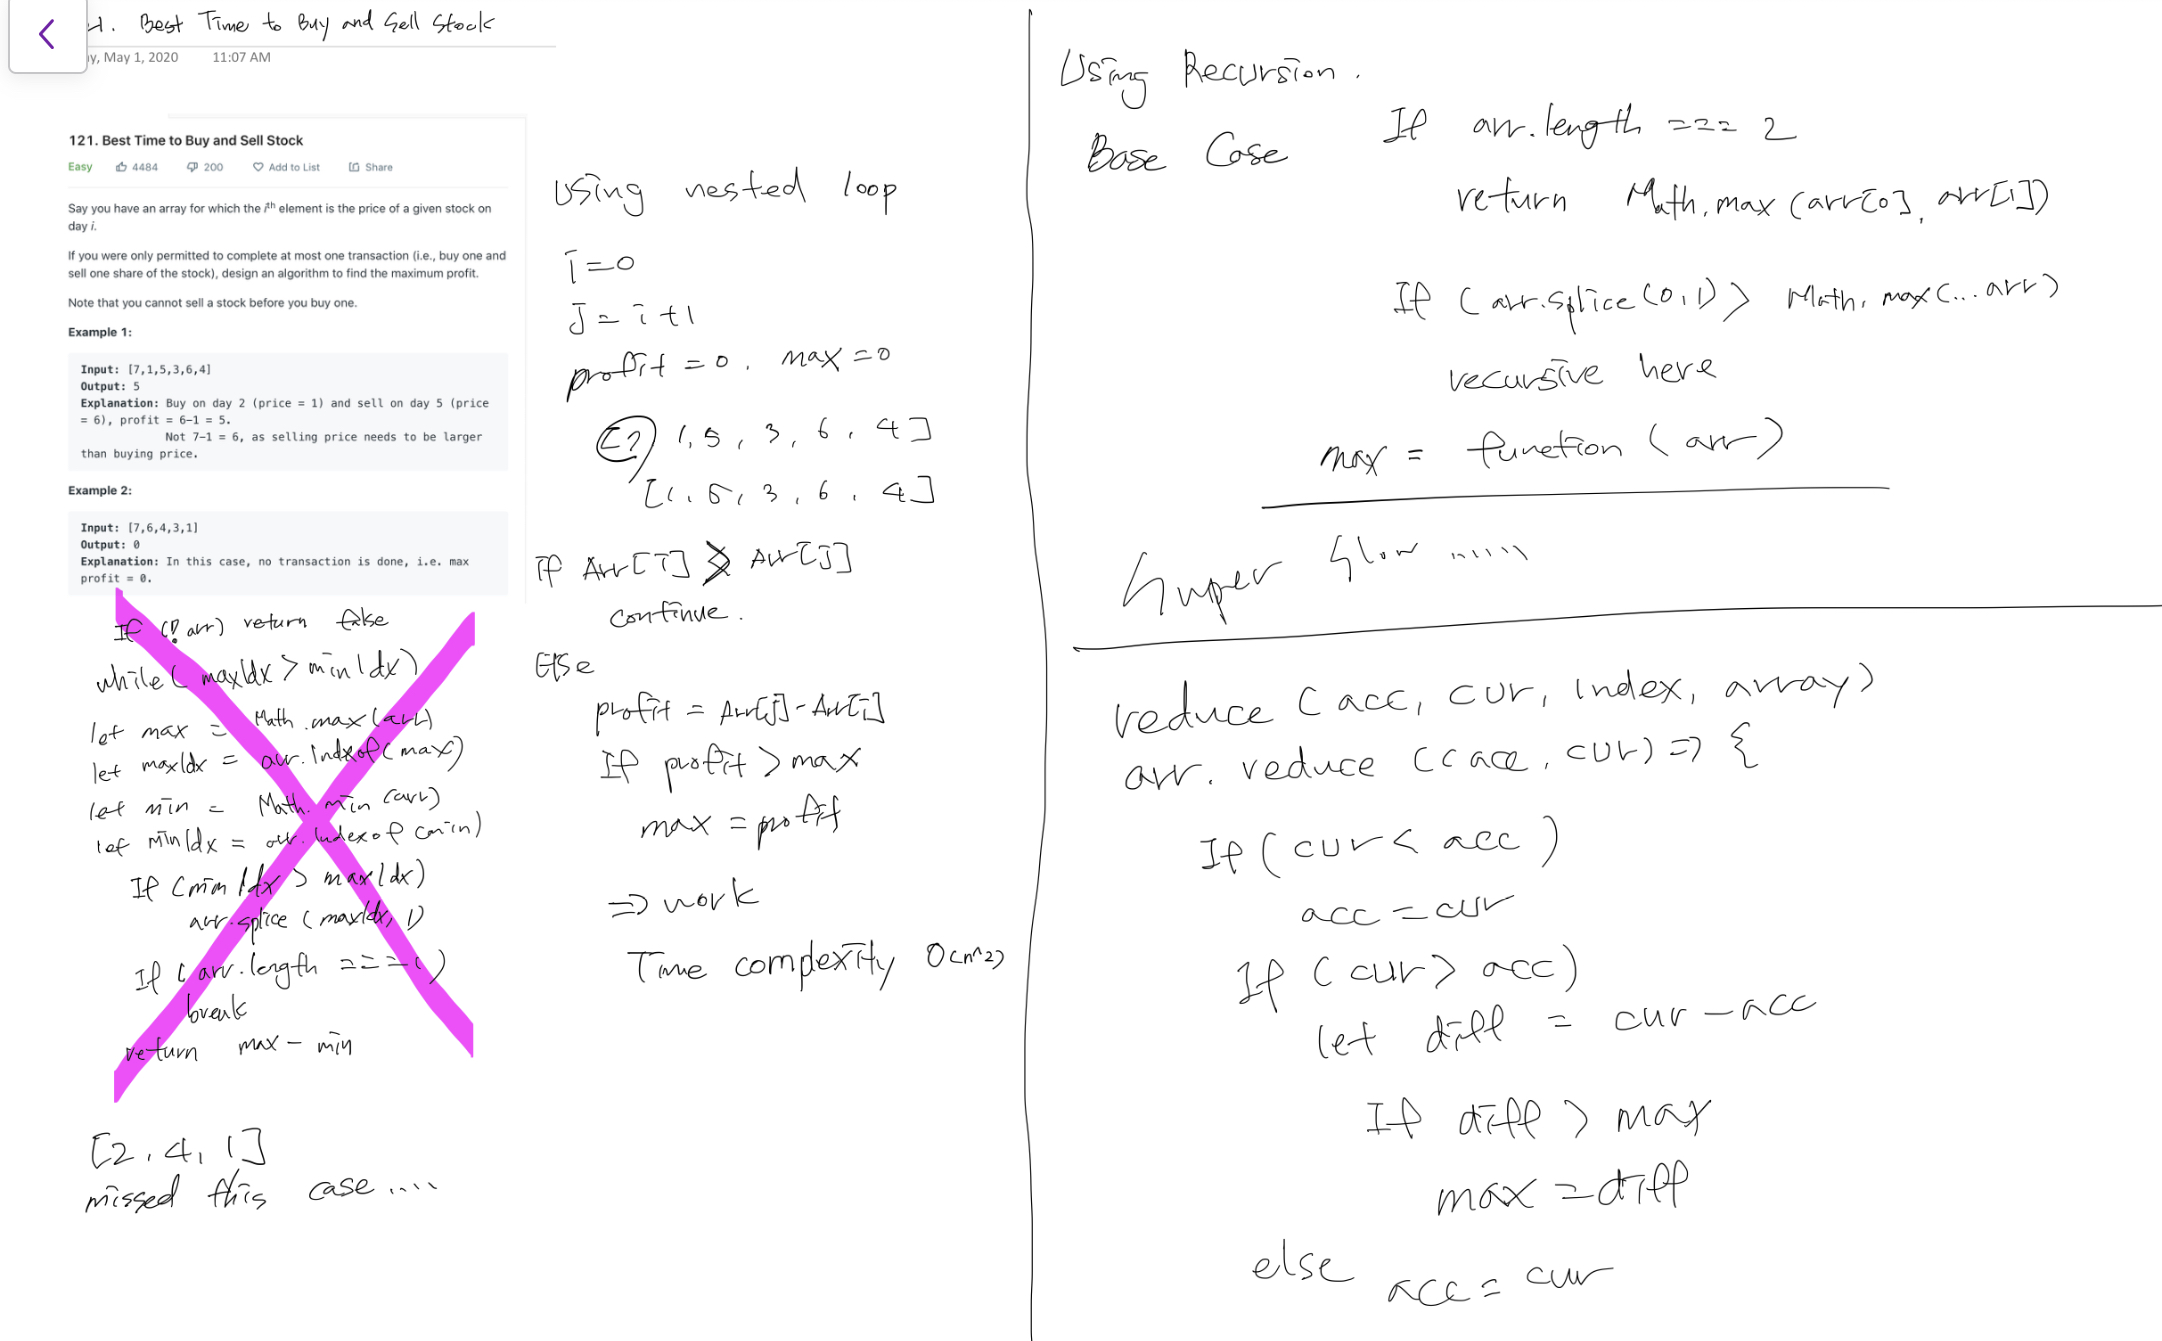 1. Best Time to Buy and Sell Stock
y, May 1, 2020 11:07 AM
121. Best Time to Buy and Sell Stock
Easy 4484 200 Add to List Share
Say you have an array for which the ith element is the price of a given stock on
day i.
If you were only permitted to complete at most one transaction (i.e., buy one and
sell one share of the stock), design an algorithm to find the maximum profit.
Note that you cannot sell a stock before you buy one.
Example 1:
Input: [7,1,5,3,6,4]
Output: 5
Explanation: Buy on day 2 (price = 1) and sell on day 5 (price
= 6), profit = 6-1 = 5.
Not 7-1 = 6, as selling price needs to be larger
than buying price.
Example 2:
Input: [7,6,4,3,1]
Output: 0
Explanation: In this case, no transaction is done, i.e. max
profit = 0.
If (! arr) return false
while ( maxIdx > minIdx)
let max = Math.max(arr)
let maxIdx = arr.Indexof(max)
let min = Math.min (arr)
let minIdx = arr.Indexof (min)
If (minIdx > maxIdx)
arr.splice (maxIdx, 1)
If (arr.length === 1)
break
return max - min
[2, 4, 1]
missed this case ....
Using nested loop
i=0
J = i+1
profit = 0, max = 0
[7, 1, 5, 3, 6, 4]
[1, 5, 3, 6, 4]
If Arr[i] > Arr[J]
continue.
Else
profit = Arr[j] - Arr[i]
If profit > max
max = profit
=> work
Time compexity O(n^2)
Using Recursion.
Base Case If arr.length === 2
return Math.max (arr[0], arr[1])
If (arr.splice(0,1) > Math.max(...arr)
recursive here
max = function (arr)
Super Slow ......
reduce (acc, cur, index, array)
arr. reduce ((acc, cur) => {
If (cur < acc)
acc = cur
If (cur > acc)
let diff = cur - acc
If diff > max
max = diff
else acc = cur